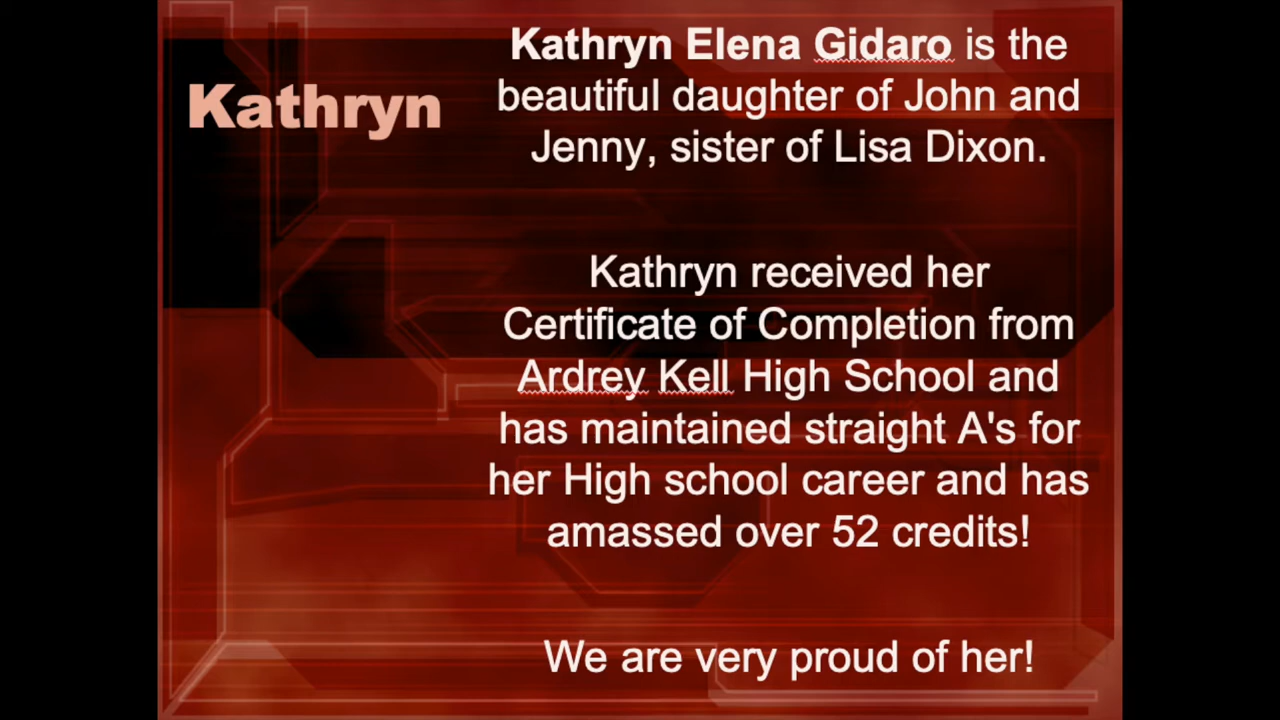 Kathryn
Kathryn Elena Gidaro is the
beautiful daughter of John and
Jenny, sister of Lisa Dixon.
Kathryn received her
Certificate of Completion from
Ardrey Kell High School and
has maintained straight A's for
her High school career and has
amassed over 52 credits!
We are very proud of her!